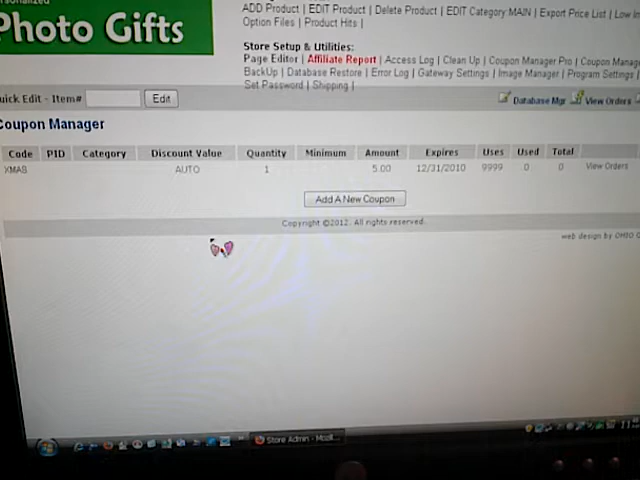 Photo Gifts
ADD Product | EDIT Product | Delete Product | EDIT Category:MAIN | Export Price List | Low
Option Files | Product Hits |
Store Setup & Utilities:
Page Editor | Affiliate Report | Access Log | Clean Up | Coupon Manager Pro | Coupon
BackUp | Database Restore | Error Log | Gateway Settings | Image Manager | Program Settings |
Set Password | Shipping |
Edit - Item# Edit Database Mgr View Orders
Coupon Manager
Code PID Category Discount Value Quantity Minimum Amount Expires Uses Used Total
XMAS AUTO 1 5.00 12/31/2010 9999 0 0 View Orders
Add A New Coupon
Copyright ©2012. All rights reserved.
web design by OHIO
Store Admin - Mozil...